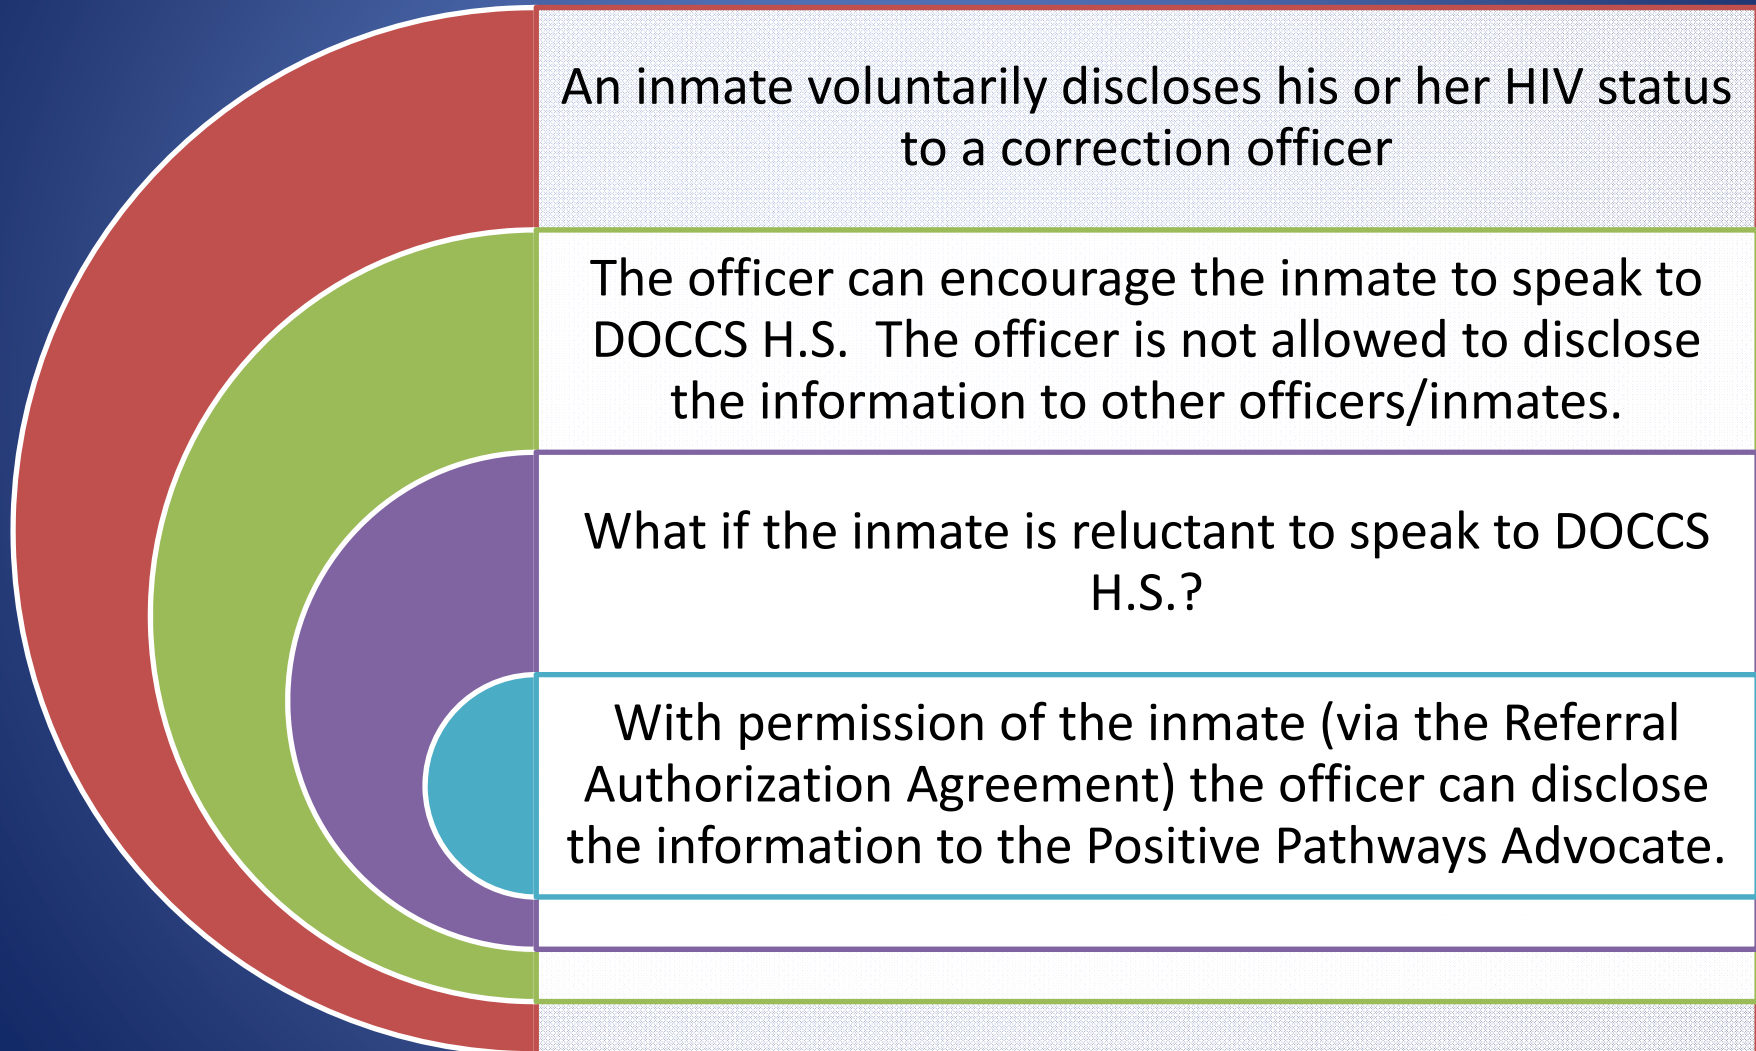 An inmate voluntarily discloses his or her HIV status
to a correction officer
The officer can encourage the inmate to speak to
DOCCS H.S.  The officer is not allowed to disclose
the information to other officers/inmates.
What if the inmate is reluctant to speak to DOCCS
H.S.?
With permission of the inmate (via the Referral
Authorization Agreement) the officer can disclose
the information to the Positive Pathways Advocate.